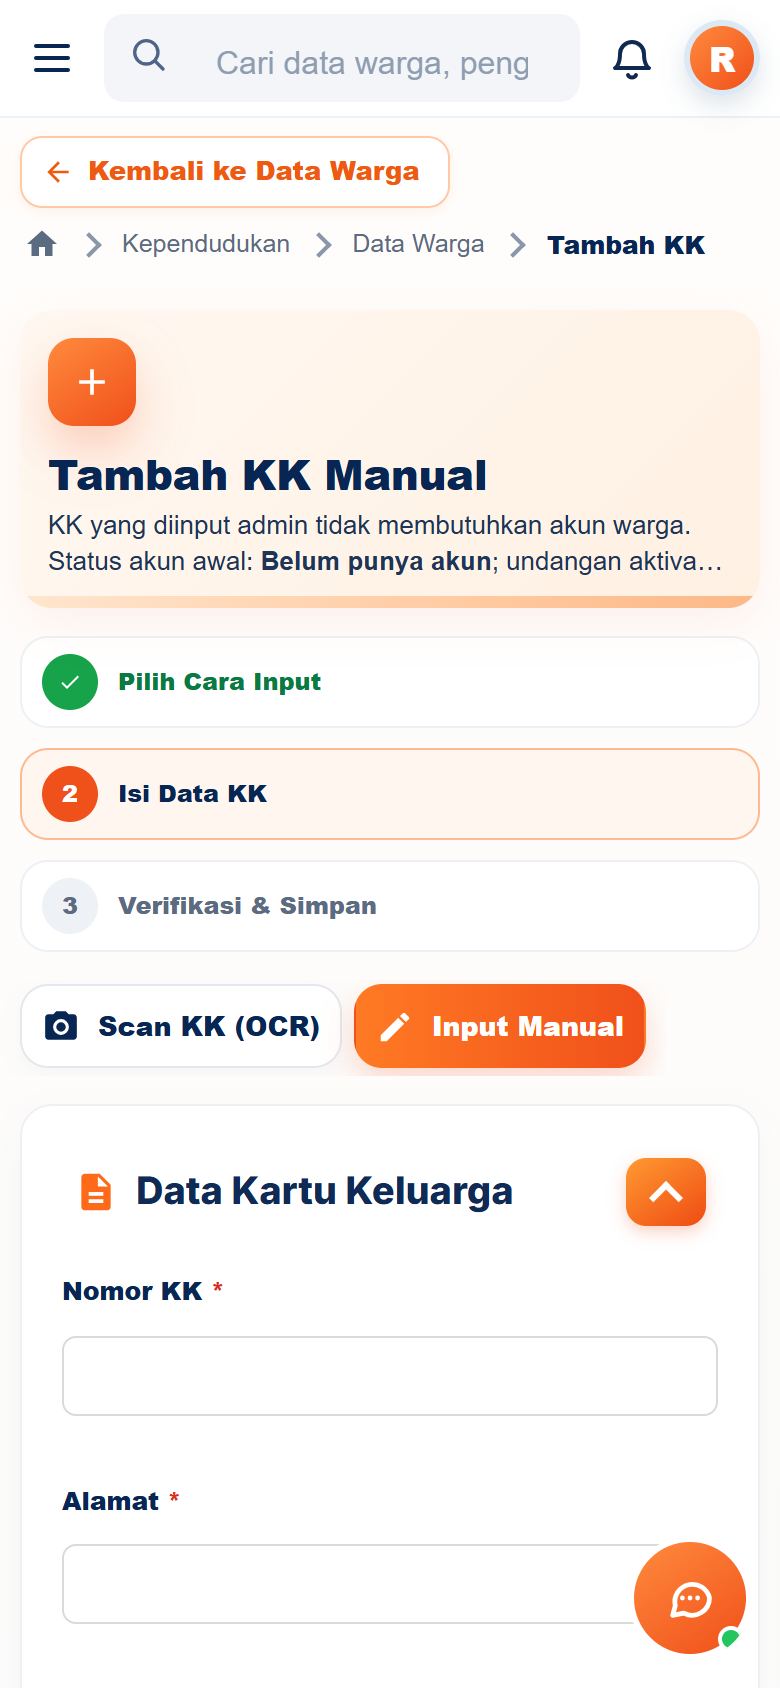 Cari data warga, peng
R
Kembali ke Data Warga
Kependudukan
Data Warga
Tambah KK
Tambah KK Manual
KK yang diinput admin tidak membutuhkan akun warga.
Status akun awal: Belum punya akun; undangan aktiva…
Pilih Cara Input
2 Isi Data KK
3 Verifikasi & Simpan
Scan KK (OCR)
Input Manual
Data Kartu Keluarga
Nomor KK *
Alamat *